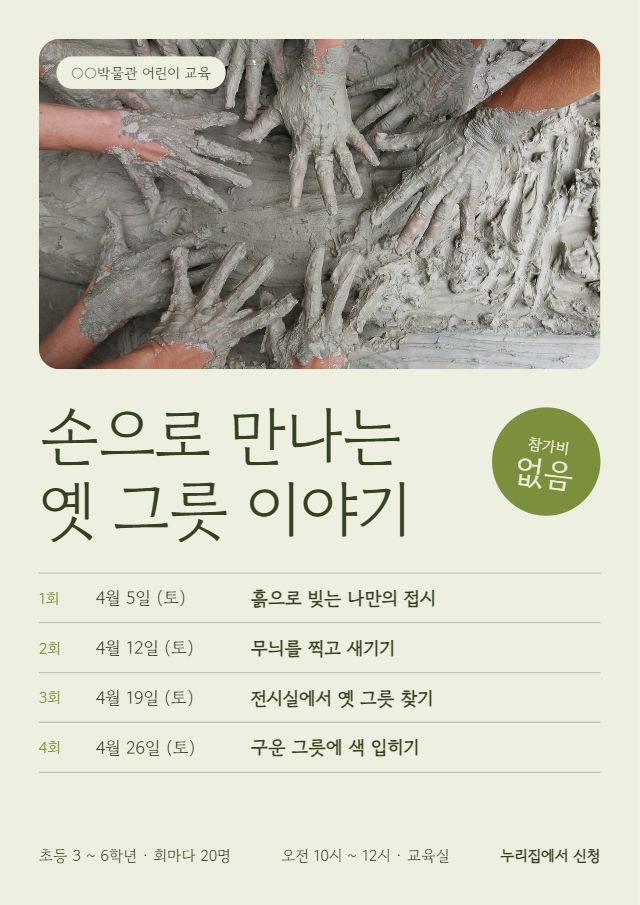 ○○박물관 어린이 교육
손으로 만나는
옛 그릇 이야기
참가비
없음
1회 4월 5일 (토) 흙으로 빚는 나만의 접시
2회 4월 12일 (토) 무늬를 찍고 새기기
3회 4월 19일 (토) 전시실에서 옛 그릇 찾기
4회 4월 26일 (토) 구운 그릇에 색 입히기
초등 3 ~ 6학년 · 회마다 20명 오전 10시 ~ 12시 · 교육실 누리집에서 신청